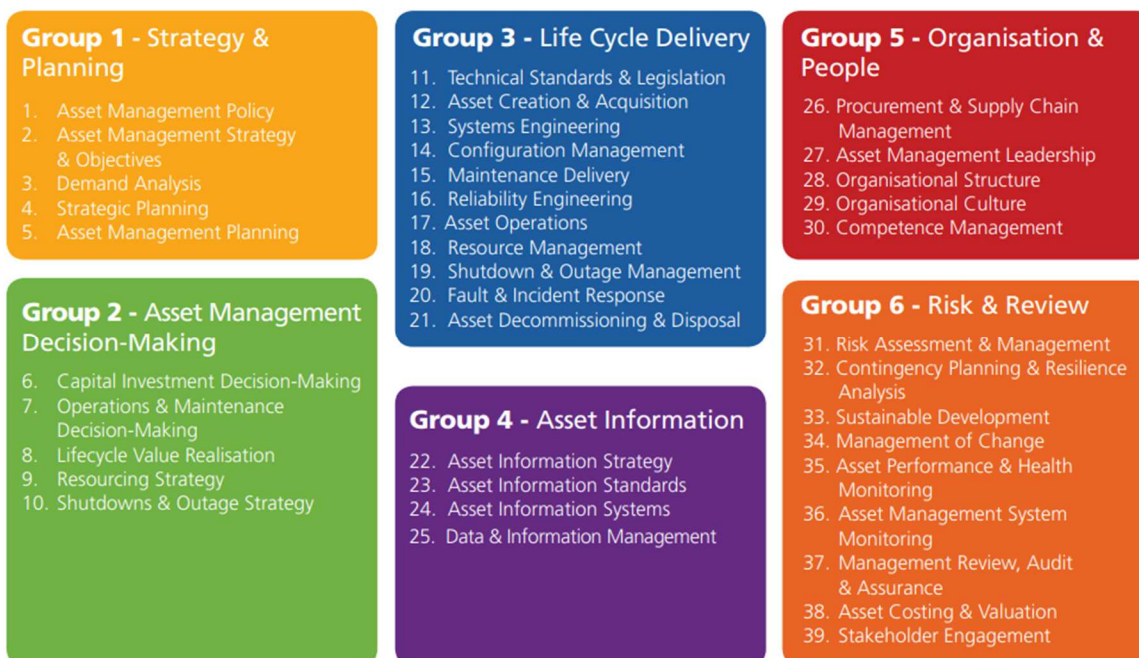 Group 1 - Strategy &
Planning
1. Asset Management Policy
2. Asset Management Strategy
& Objectives
3. Demand Analysis
4. Strategic Planning
5. Asset Management Planning
Group 2 - Asset Management
Decision-Making
6. Capital Investment Decision-Making
7. Operations & Maintenance
Decision-Making
8. Lifecycle Value Realisation
9. Resourcing Strategy
10. Shutdowns & Outage Strategy
Group 3 - Life Cycle Delivery
11. Technical Standards & Legislation
12. Asset Creation & Acquisition
13. Systems Engineering
14. Configuration Management
15. Maintenance Delivery
16. Reliability Engineering
17. Asset Operations
18. Resource Management
19. Shutdown & Outage Management
20. Fault & Incident Response
21. Asset Decommissioning & Disposal
Group 4 - Asset Information
22. Asset Information Strategy
23. Asset Information Standards
24. Asset Information Systems
25. Data & Information Management
Group 5 - Organisation &
People
26. Procurement & Supply Chain
Management
27. Asset Management Leadership
28. Organisational Structure
29. Organisational Culture
30. Competence Management
Group 6 - Risk & Review
31. Risk Assessment & Management
32. Contingency Planning & Resilience
Analysis
33. Sustainable Development
34. Management of Change
35. Asset Performance & Health
Monitoring
36. Asset Management System
Monitoring
37. Management Review, Audit
& Assurance
38. Asset Costing & Valuation
39. Stakeholder Engagement